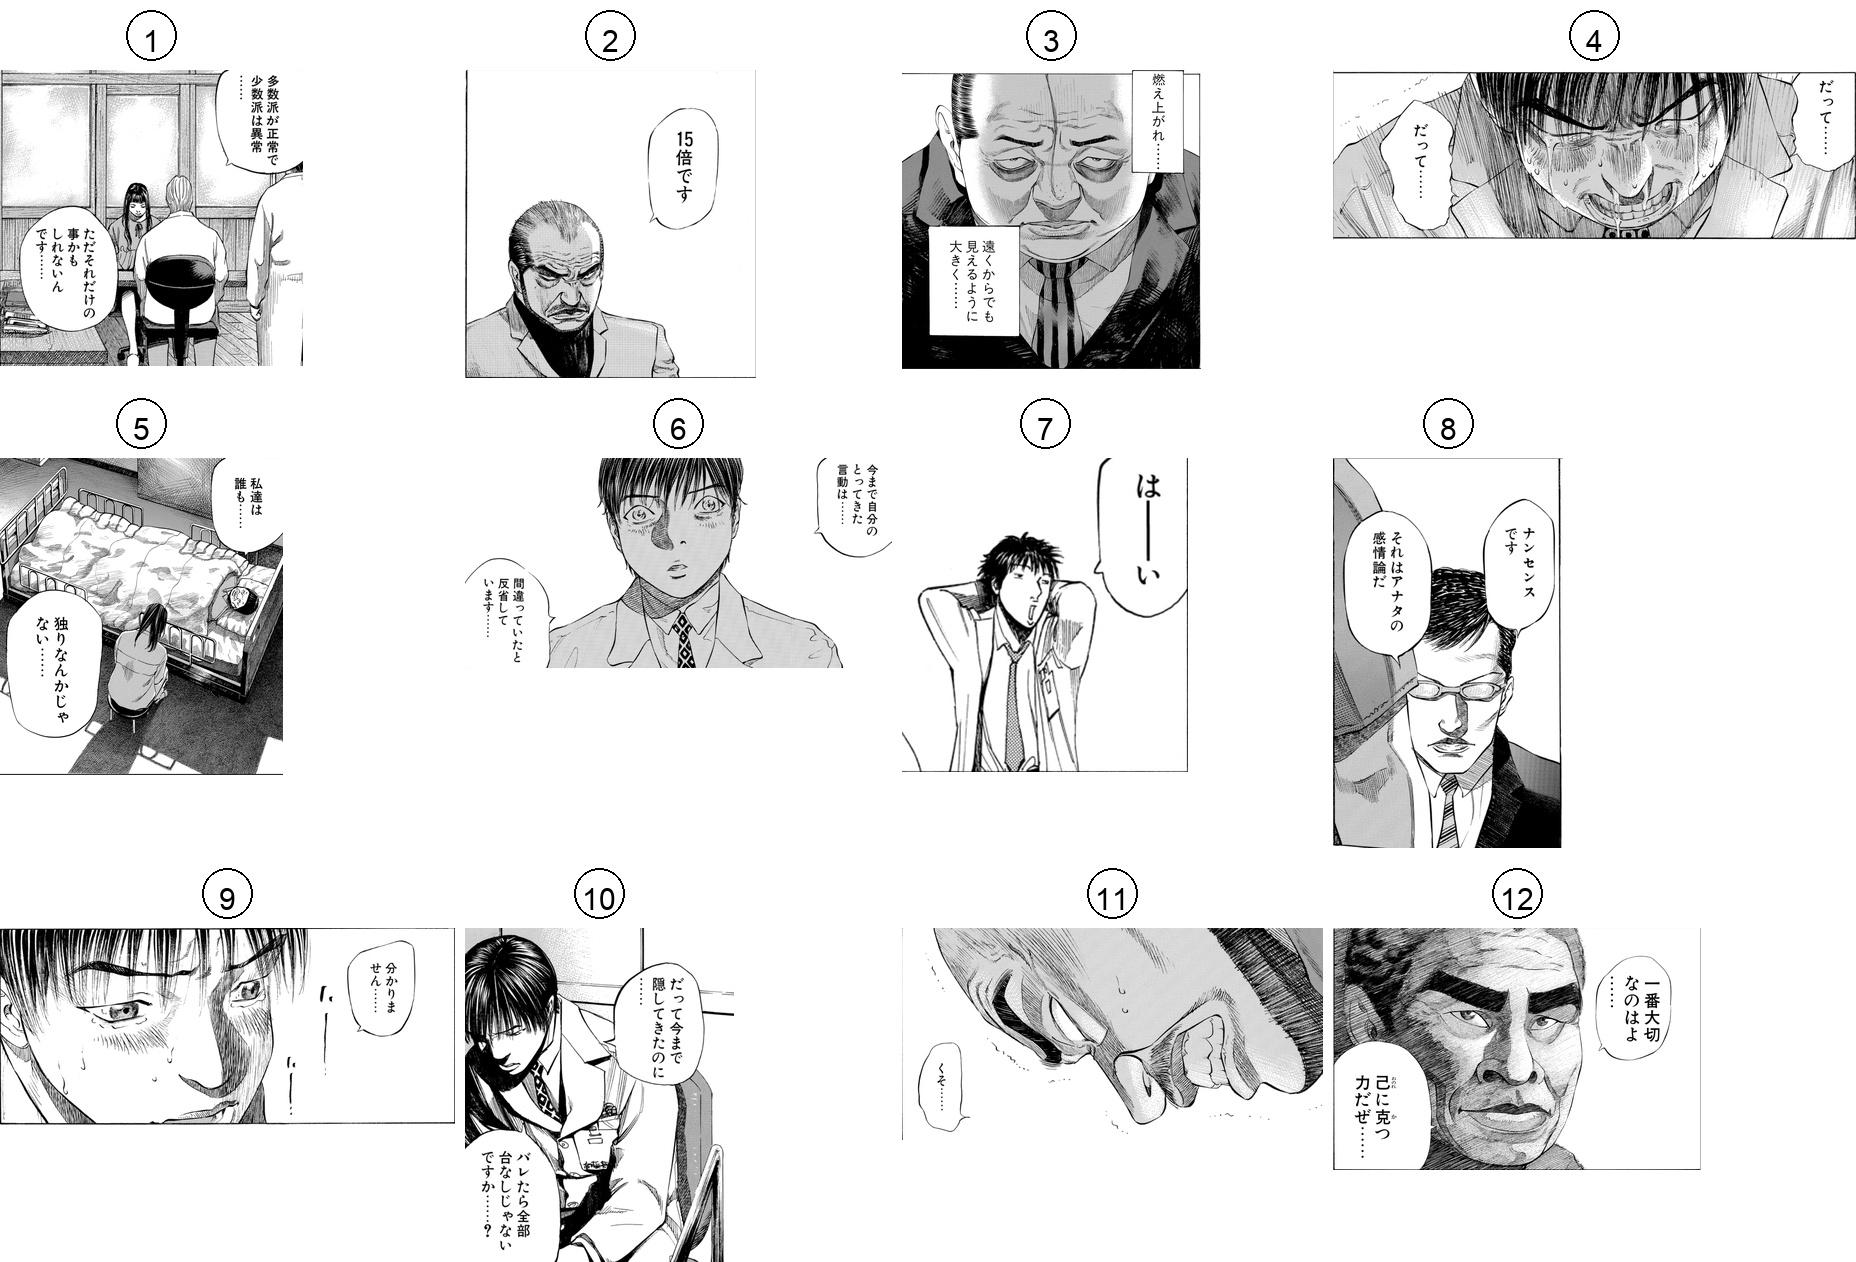 1
多数派が正常で
少数派は異常
……
ただそれだけの
事かも
しれないん
です……
2
15倍です
3
燃え上がれ……
遠くからでも
見えるように
大きく……
4
だって……
だって……
5
私達は
誰も……
独りなんかじゃ
ない……
6
今まで自分の
とってきた
言動は……
間違っていたと
反省して
います……
7
はーい
8
ナンセンス
です
それはアナタの
感情論だ
9
分かりま
せん……
10
だって今まで
隠してきたのに
……
バレたら全部
台なしじゃない
ですか……?
11
くそ……
12
一番大切
なのはよ
……
己に克つ
おのれ
か
力だぜ……